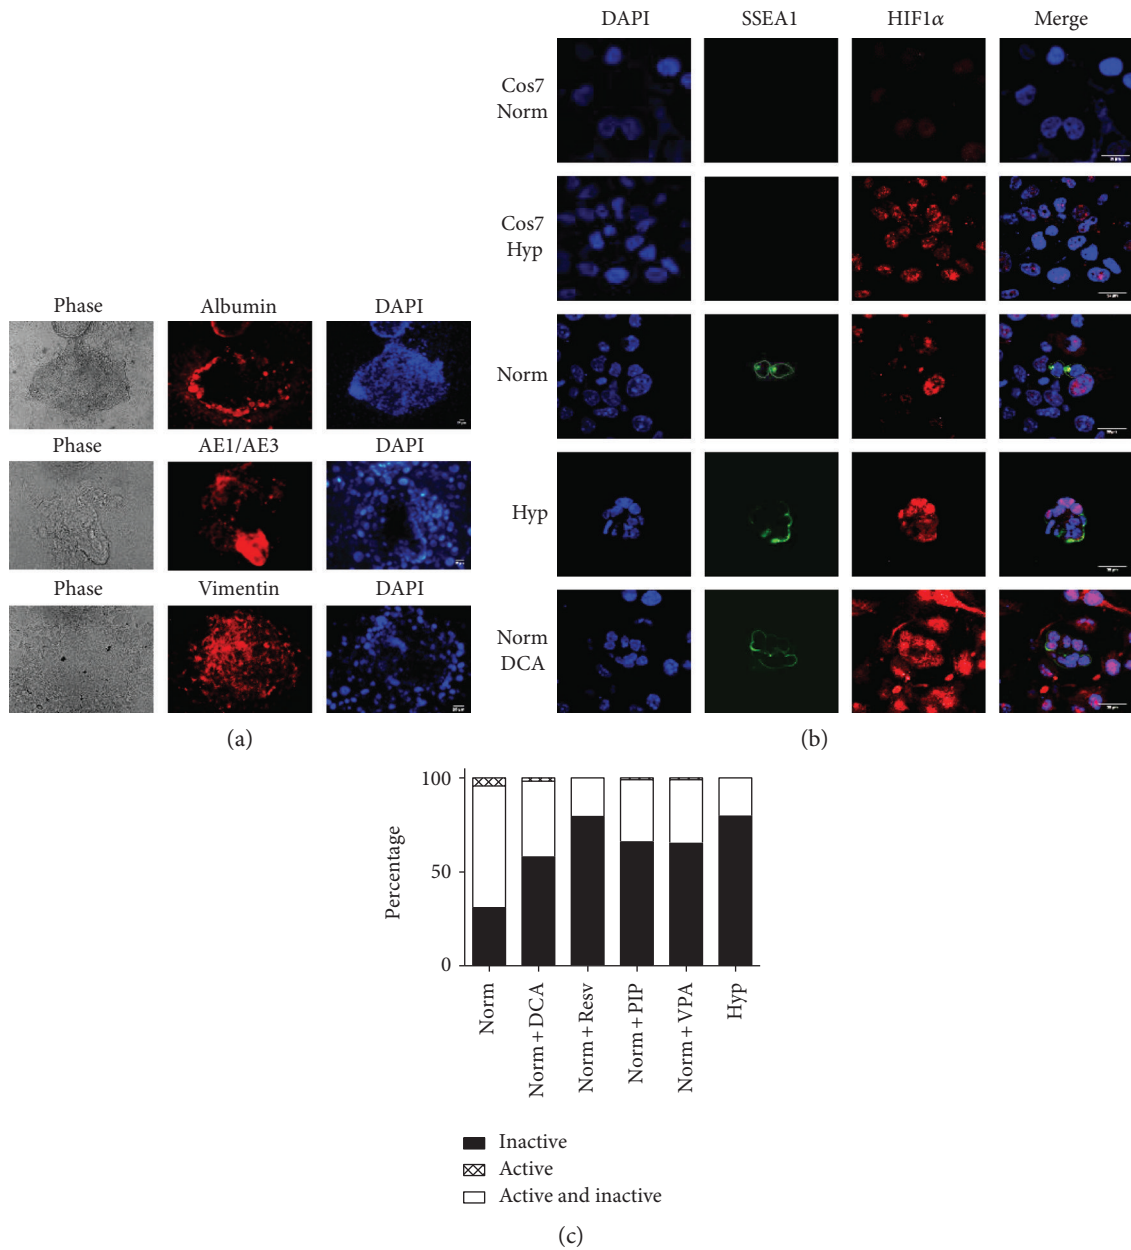 DAPI SSEA1 HIF1α Merge
Cos7
Norm
Cos7
Hyp
Norm
Hyp
Norm
DCA
(b)
Phase Albumin DAPI
Phase AE1/AE3 DAPI
Phase Vimentin DAPI
(a)
Percentage
100
50
0
Norm
Norm+DCA
Norm+Resv
Norm+PIP
Norm+VPA
Hyp
Inactive
Active
Active and inactive
(c)